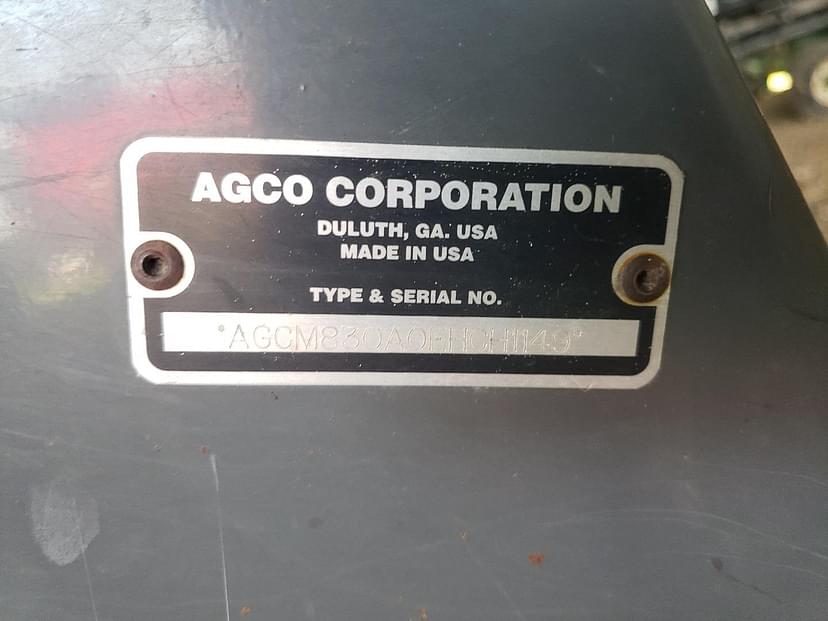 AGCO CORPORATION
DULUTH, GA. USA
MADE IN USA
TYPE & SERIAL NO.